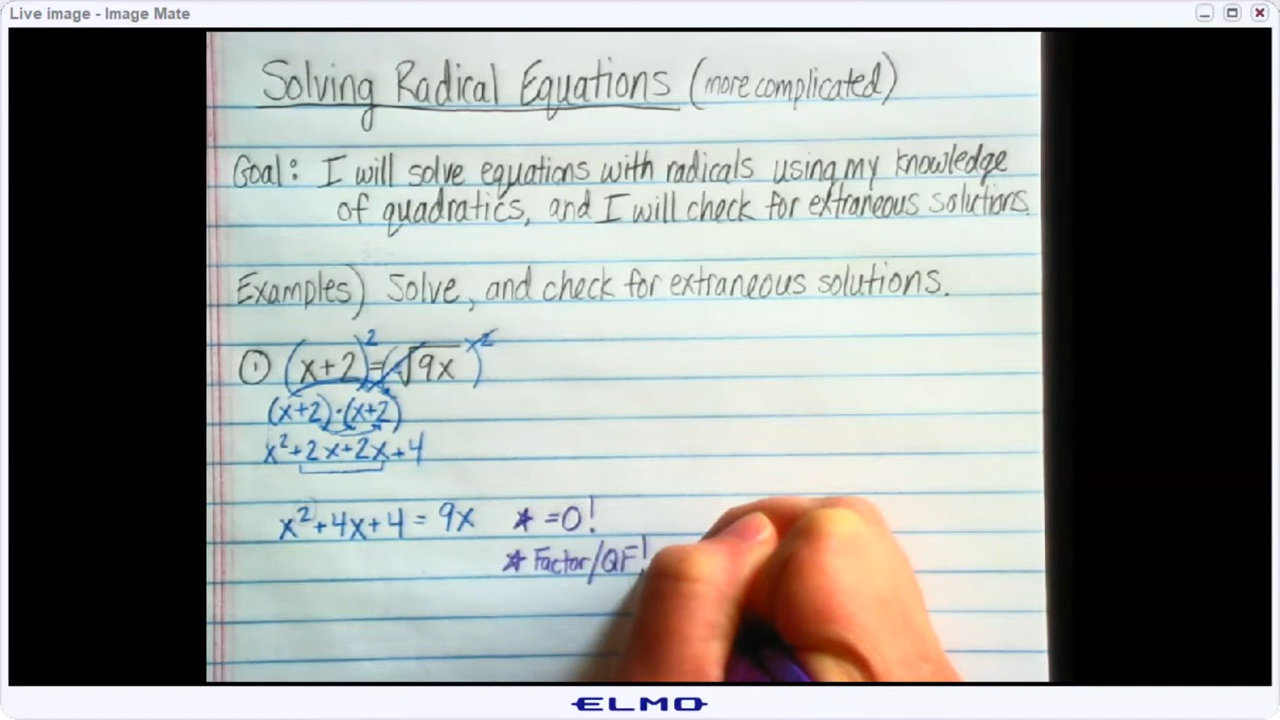 Live image - Image Mate
Solving Radical Equations (more complicated)
Goal: I will solve equations with radicals using my knowledge
of quadratics, and I will check for extraneous solutions.
Examples) Solve, and check for extraneous solutions.
① (x+2)² = (√9x)²
(x+2)·(x+2)
x²+2x+2x+4
x²+4x+4 = 9x ★ =0!
★ Factor/QF!
ELMO